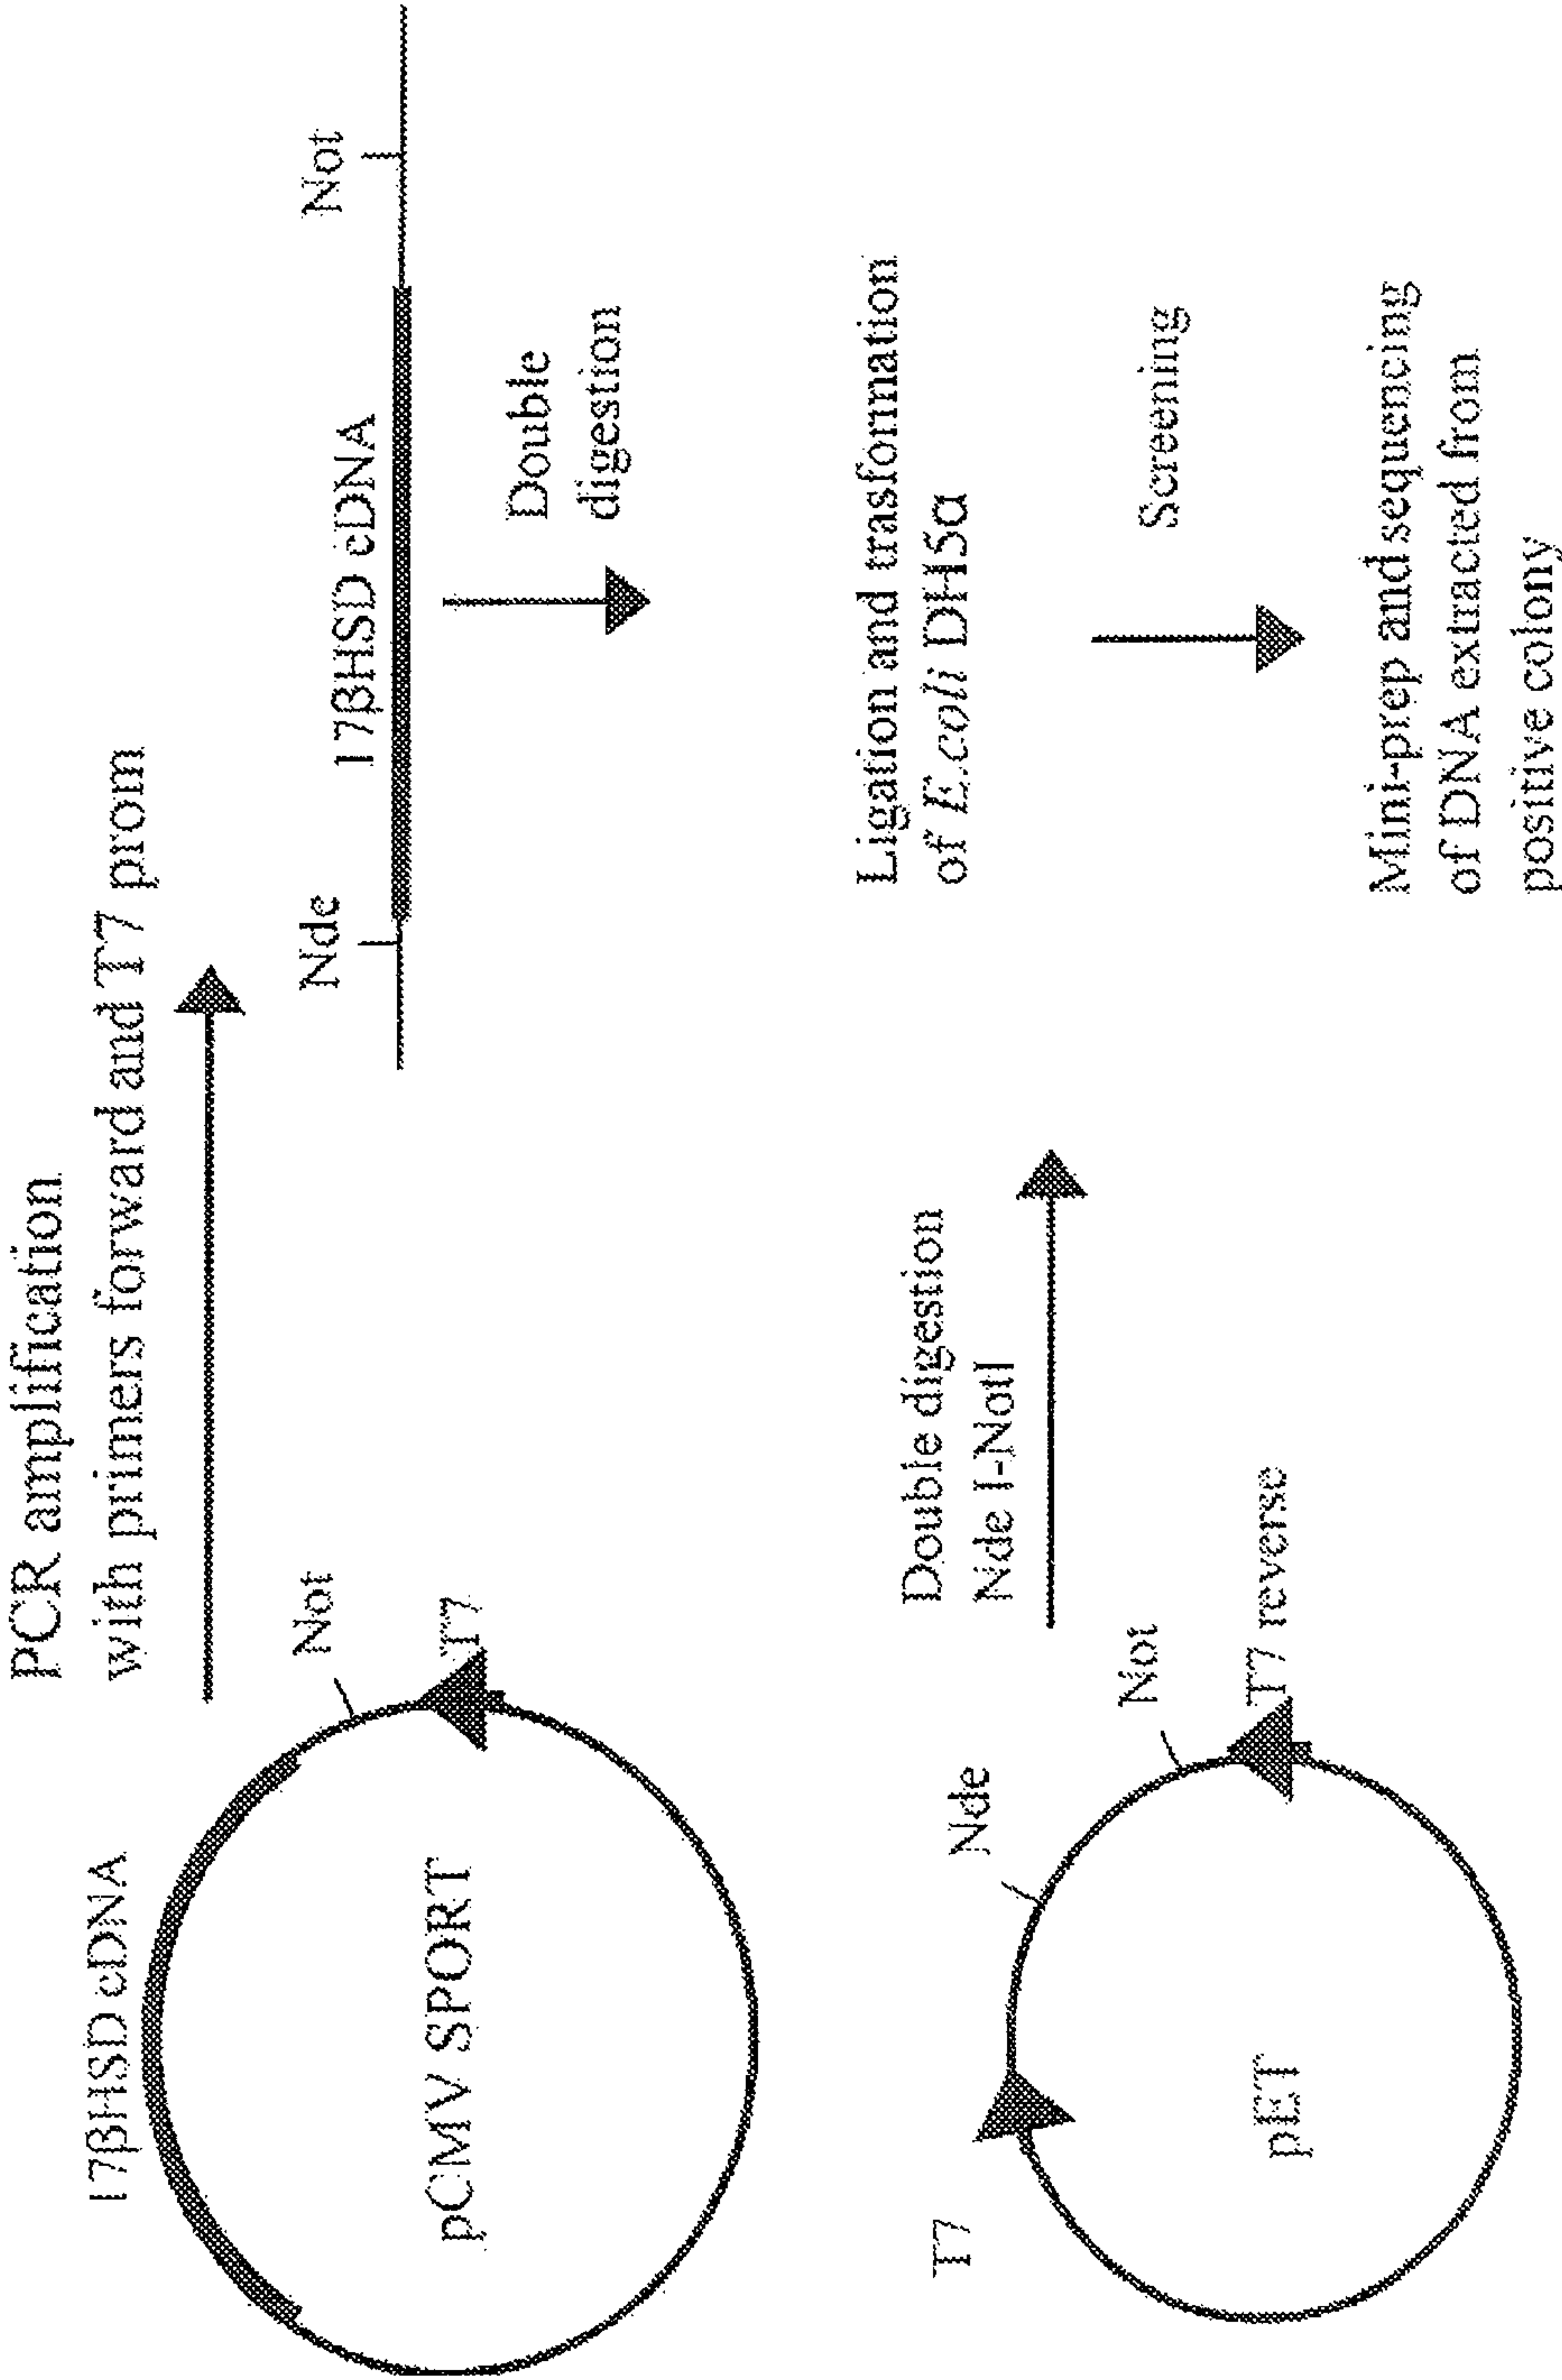 PCR amplification
with primers forward and T7 prom
17βHSD cDNA
Not
T7
pCMV SPORT
Nde
17βHSD cDNA
Not
Double
digestion
Double digestion
Nde I-NotI
T7
Nde
Not
T7 reverse
pET
Ligation and trasformation
of E.coli DH5α
Screening
Mini-prep and sequencing
of DNA extracted from
positive colony